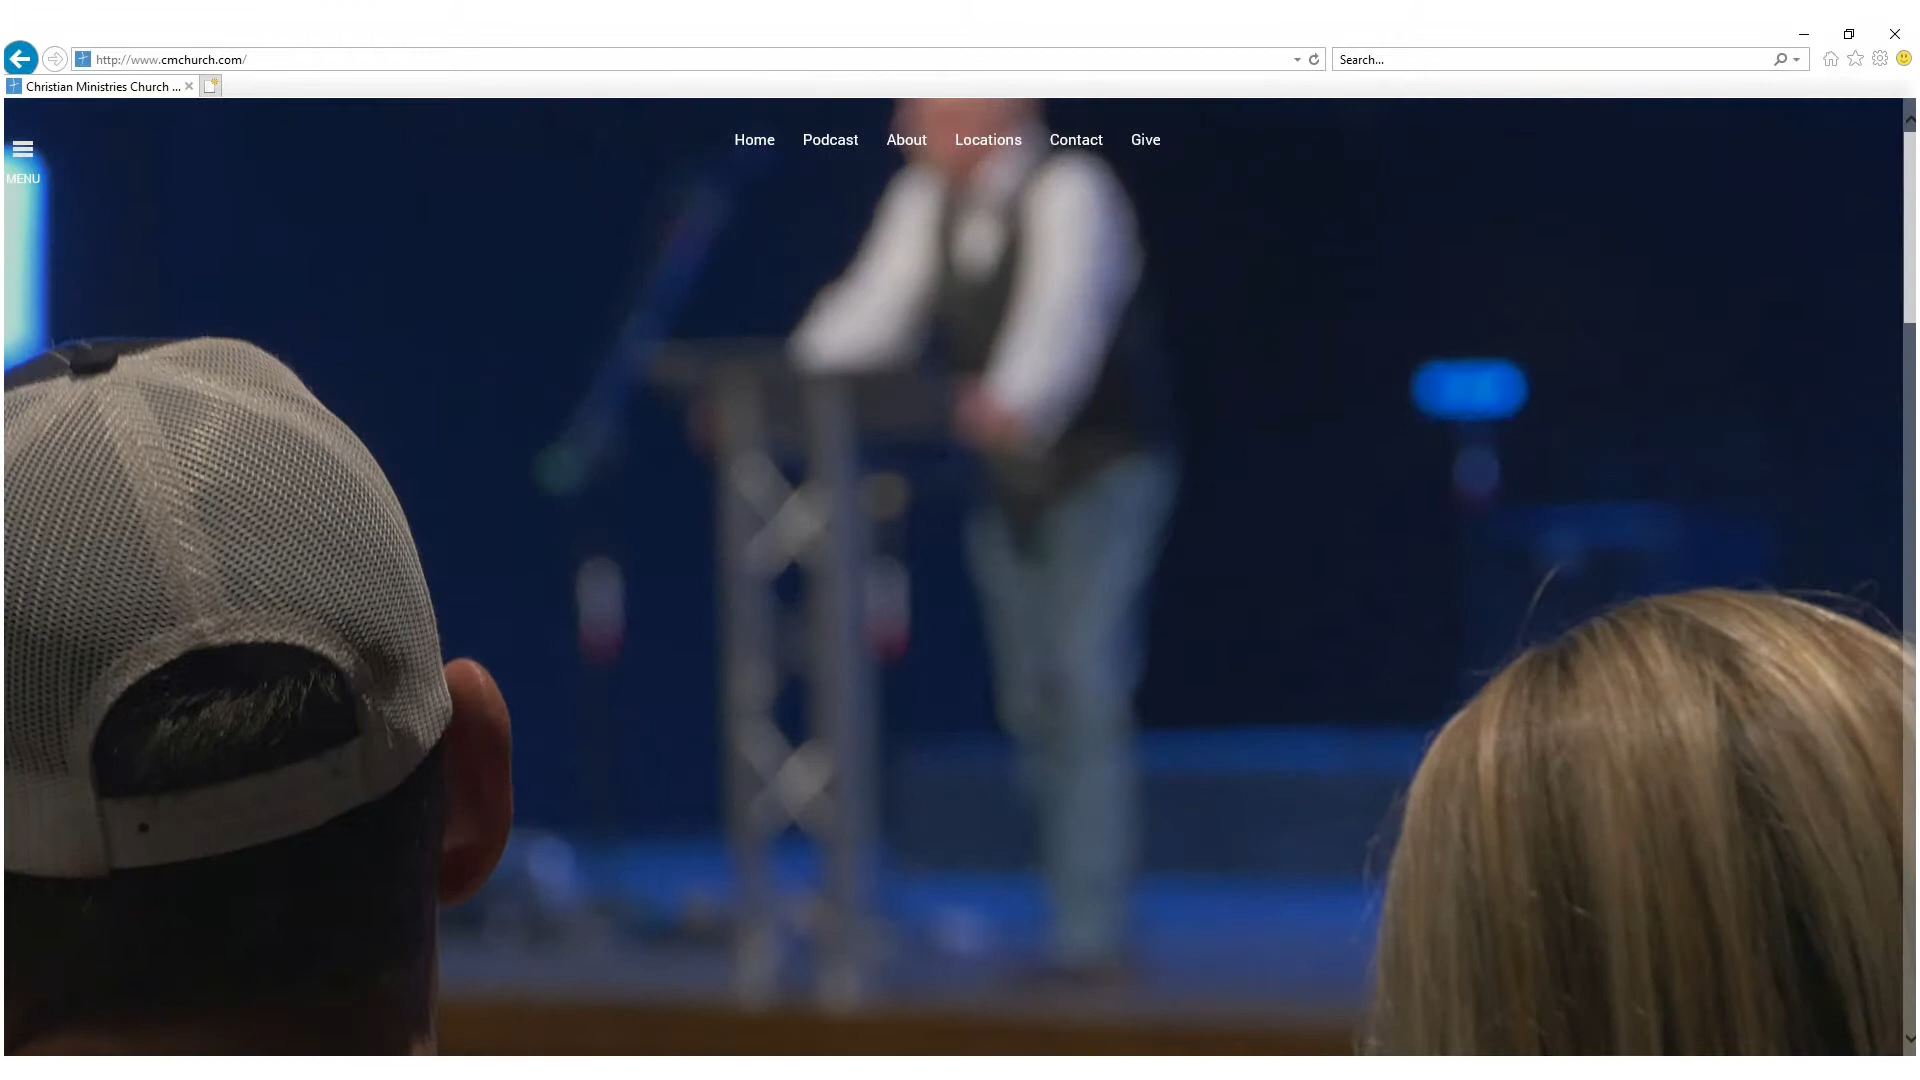 http://www.cmchurch.com/
Search...
Christian Ministries Church ...
Home Podcast About Locations Contact Give
MENU